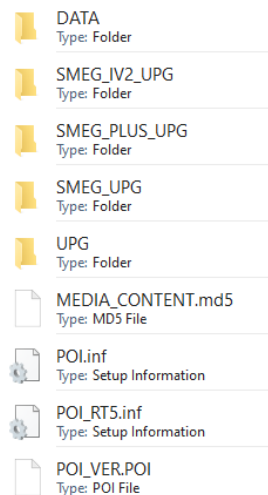 DATA
Type: Folder
SMEG_IV2_UPG
Type: Folder
SMEG_PLUS_UPG
Type: Folder
SMEG_UPG
Type: Folder
UPG
Type: Folder
MEDIA_CONTENT.md5
Type: MD5 File
POI.inf
Type: Setup Information
POI_RT5.inf
Type: Setup Information
POI_VER.POI
Type: POI File